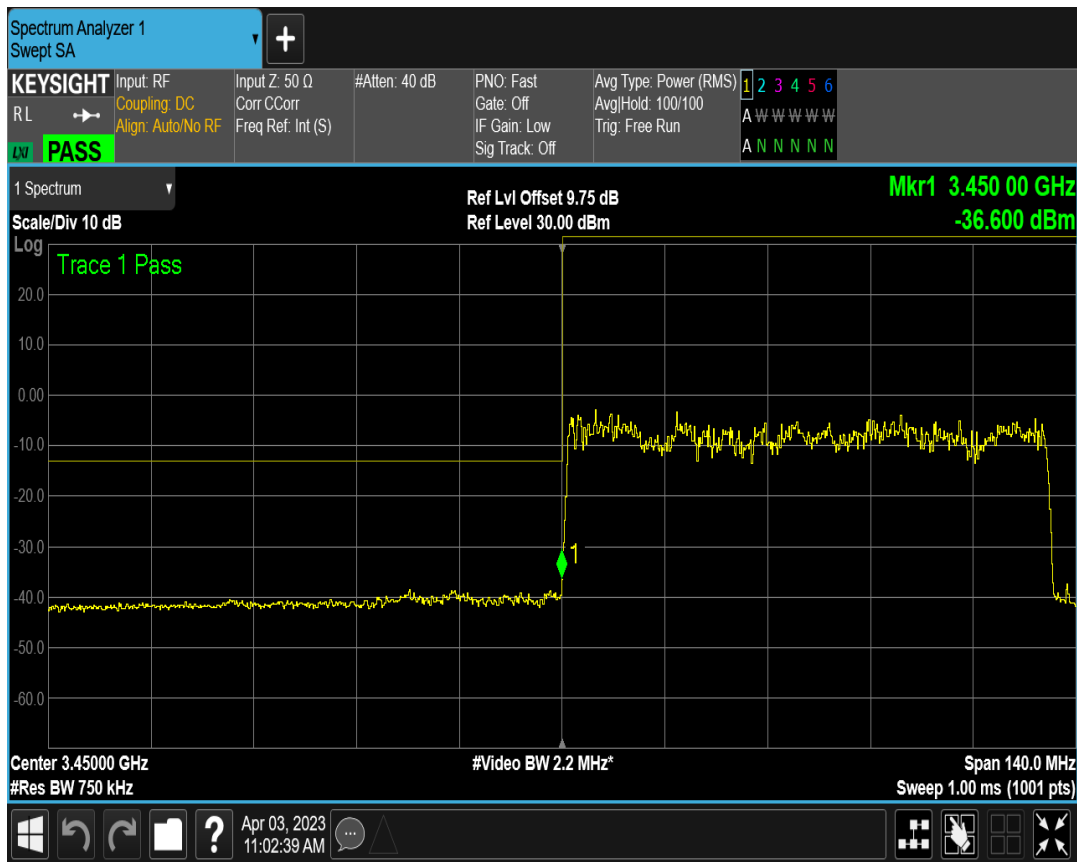 Spectrum Analyzer 1
Swept SA
+
KEYSIGHT
RL
LXI PASS
Input: RF
Coupling: DC
Align: Auto/No RF
Input Z: 50 Ω
Corr CCorr
Freq Ref: Int (S)
#Atten: 40 dB
PNO: Fast
Gate: Off
IF Gain: Low
Sig Track: Off
Avg Type: Power (RMS)
Avg|Hold: 100/100
Trig: Free Run
1 2 3 4 5 6
A W W W W W
A N N N N N
1 Spectrum
Scale/Div 10 dB
Ref Lvl Offset 9.75 dB
Ref Level 30.00 dBm
Mkr1 3.450 00 GHz
-36.600 dBm
Log
Trace 1 Pass
20.0
10.0
0.00
-10.0
-20.0
-30.0
1
-40.0
-50.0
-60.0
Center 3.45000 GHz
#Res BW 750 kHz
#Video BW 2.2 MHz*
Span 140.0 MHz
Sweep 1.00 ms (1001 pts)
?
Apr 03, 2023
11:02:39 AM